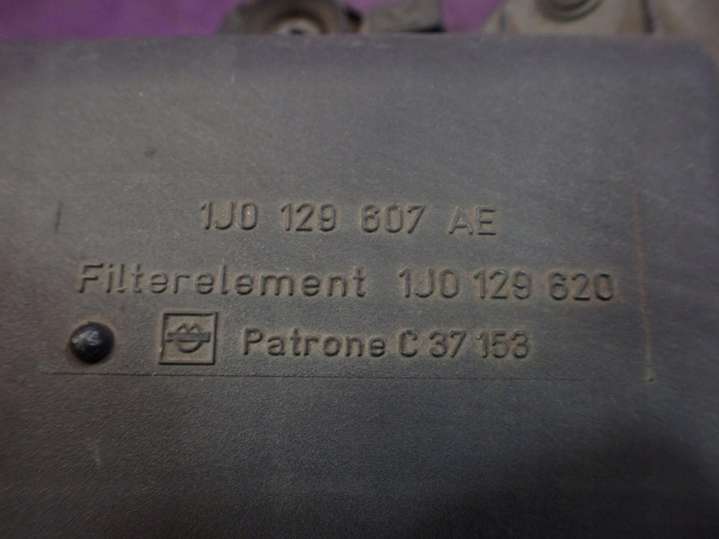 1J0 129 607 AE
Filterelement 1J0 129 620
Patrone C 37 153